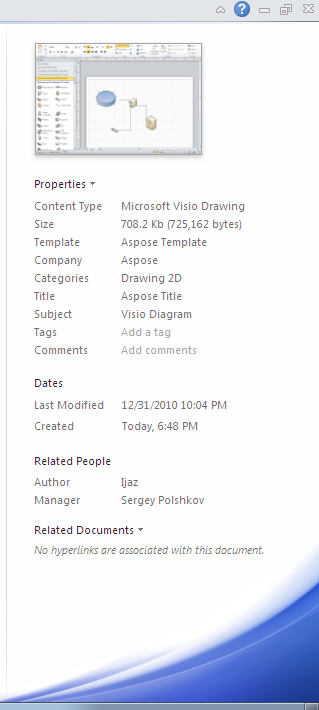 Properties
Content Type Microsoft Visio Drawing
Size 708.2 Kb (725,162 bytes)
Template Aspose Template
Company Aspose
Categories Drawing 2D
Title Aspose Title
Subject Visio Diagram
Tags Add a tag
Comments Add comments
Dates
Last Modified 12/31/2010 10:04 PM
Created Today, 6:48 PM
Related People
Author Ijaz
Manager Sergey Polshkov
Related Documents
No hyperlinks are associated with this document.